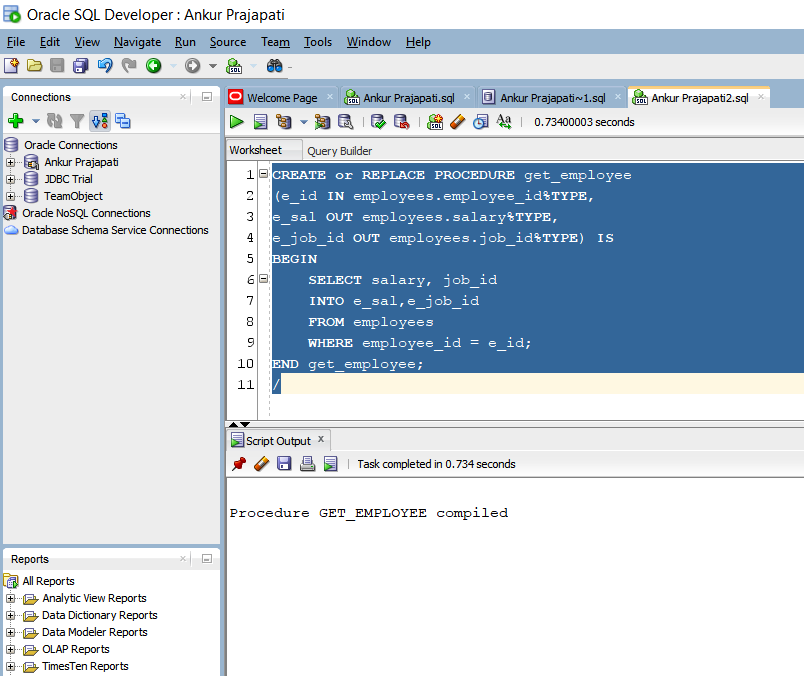 Oracle SQL Developer : Ankur Prajapati
File Edit View Navigate Run Source Team Tools Window Help
Connections
Oracle Connections
Ankur Prajapati
JDBC Trial
TeamObject
Oracle NoSQL Connections
Database Schema Service Connections
Reports
All Reports
Analytic View Reports
Data Dictionary Reports
Data Modeler Reports
OLAP Reports
TimesTen Reports
Welcome Page Ankur Prajapati.sql Ankur Prajapati~1.sql Ankur Prajapati2.sql
0.73400003 seconds
Worksheet Query Builder
1 CREATE or REPLACE PROCEDURE get_employee
2 (e_id IN employees.employee_id%TYPE,
3 e_sal OUT employees.salary%TYPE,
4 e_job_id OUT employees.job_id%TYPE) IS
5 BEGIN
6 SELECT salary, job_id
7 INTO e_sal,e_job_id
8 FROM employees
9 WHERE employee_id = e_id;
10 END get_employee;
11 /
Script Output x
Task completed in 0.734 seconds
Procedure GET_EMPLOYEE compiled